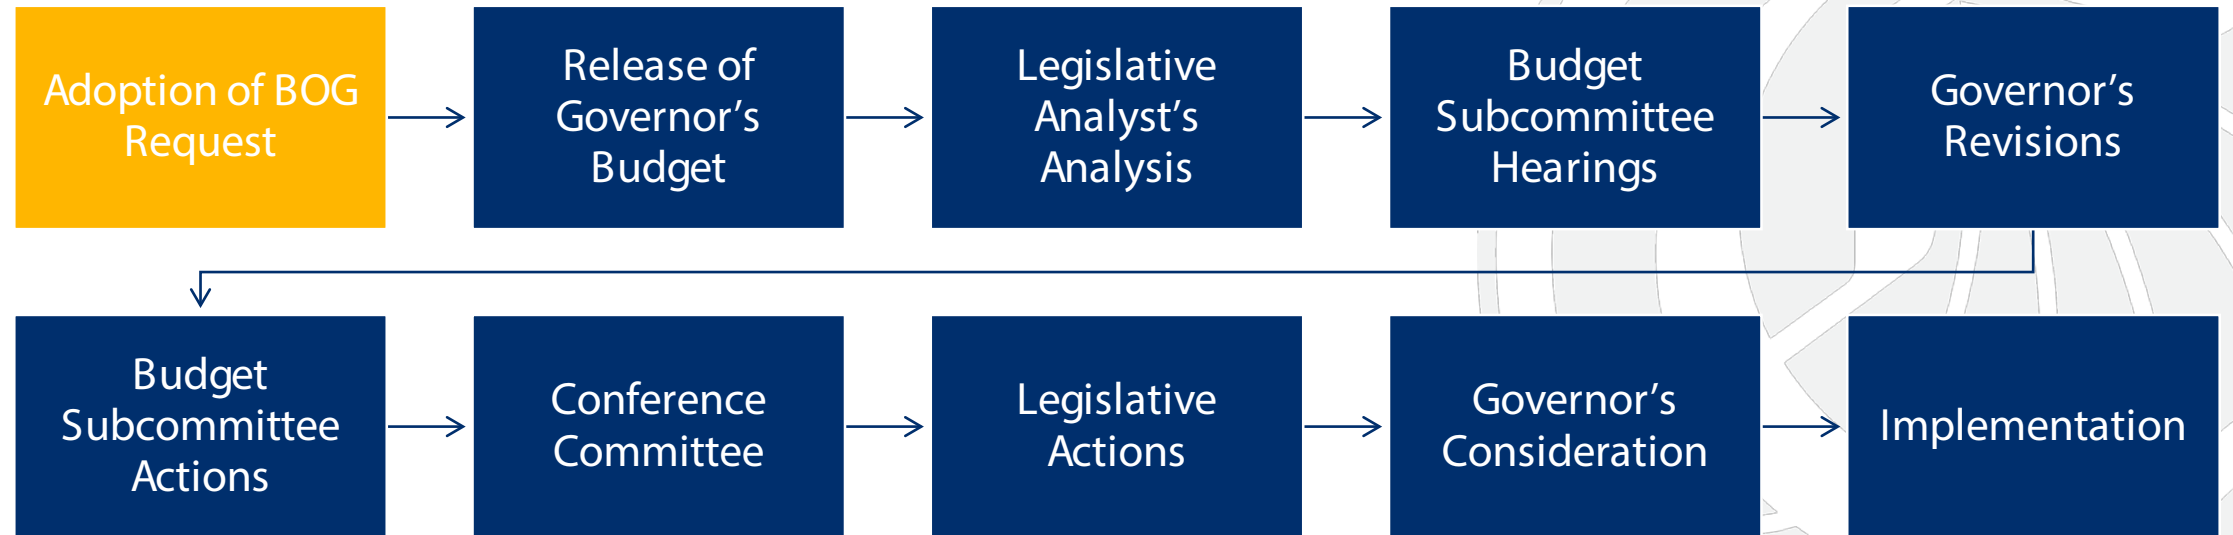 Adoption of BOG
Request
Release of
Governor’s
Budget
Legislative
Analyst’s
Analysis
Budget
Subcommittee
Hearings
Governor’s
Revisions
Budget
Subcommittee
Actions
Conference
Committee
Legislative
Actions
Governor’s
Consideration
Implementation